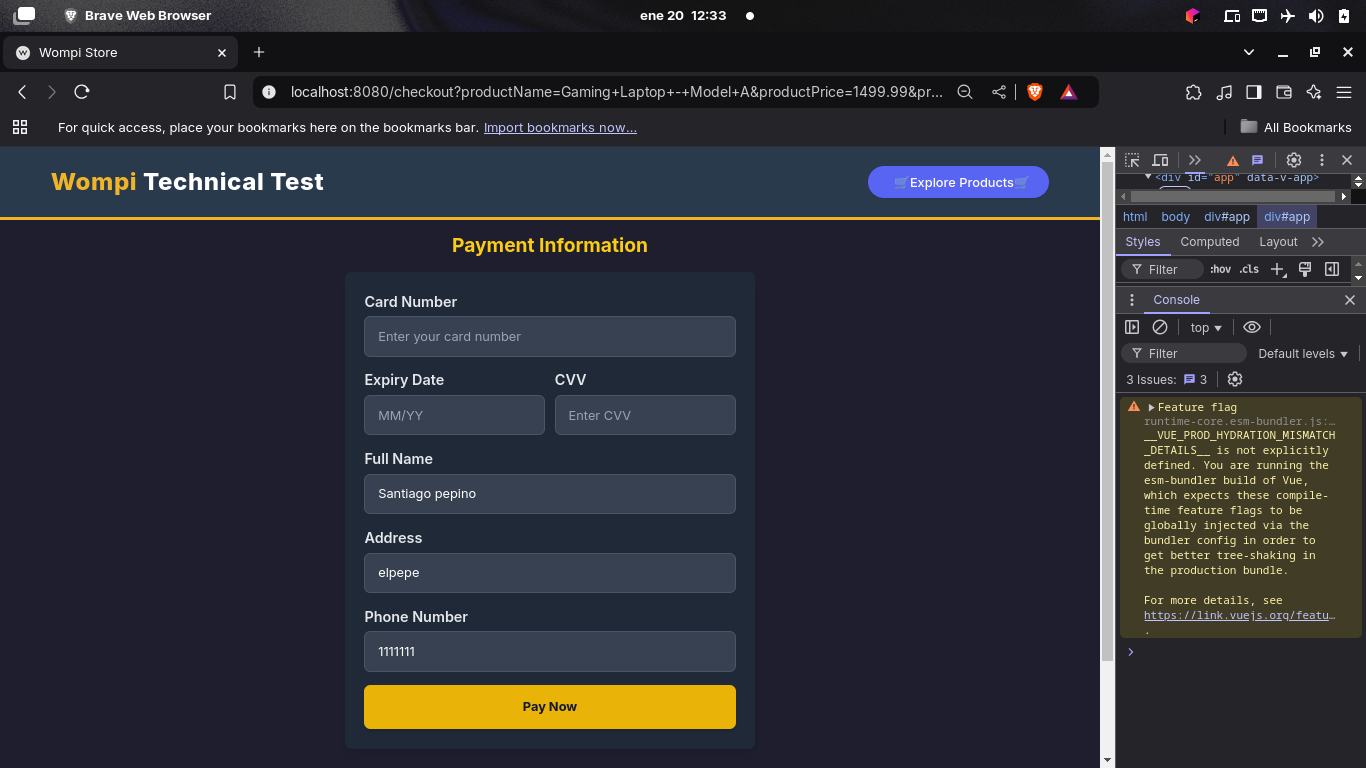 Brave Web Browser
ene 20 12:33
Wompi Store
localhost:8080/checkout?productName=Gaming+Laptop+-+Model+A&productPrice=1499.99&pr...
For quick access, place your bookmarks here on the bookmarks bar. Import bookmarks now...
All Bookmarks
Wompi Technical Test
🛒Explore Products🛒
Payment Information
Card Number
Enter your card number
Expiry Date CVV
MM/YY Enter CVV
Full Name
Santiago pepino
Address
elpepe
Phone Number
1111111
Pay Now
<div id="app" data-v-app>
html body div#app div#app
Styles Computed Layout
Filter :hov .cls
Console
top
Filter Default levels
3 Issues: 3
Feature flag
runtime-core.esm-bundler.js:…
__VUE_PROD_HYDRATION_MISMATCH
_DETAILS__ is not explicitly
defined. You are running the
esm-bundler build of Vue,
which expects these compile-
time feature flags to be
globally injected via the
bundler config in order to
get better tree-shaking in
the production bundle.
For more details, see
https://link.vuejs.org/featu…
.